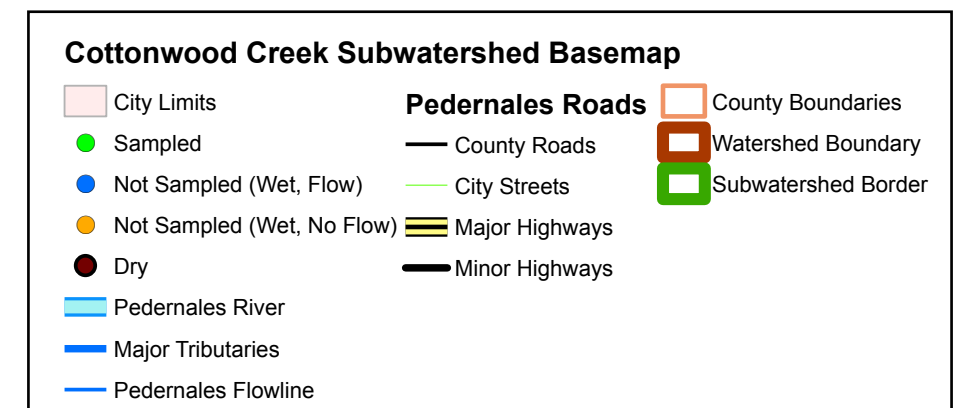 Cottonwood Creek Subwatershed Basemap
City Limits
Sampled
Not Sampled (Wet, Flow)
Not Sampled (Wet, No Flow)
Dry
Pedernales River
Major Tributaries
Pedernales Flowline
Pedernales Roads
County Roads
City Streets
Major Highways
Minor Highways
County Boundaries
Watershed Boundary
Subwatershed Border